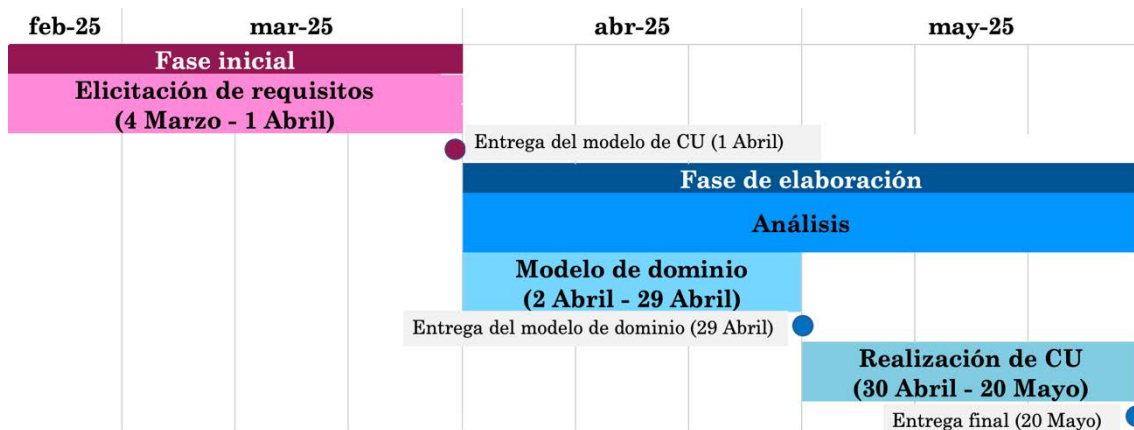 feb-25 mar-25 abr-25 may-25
Fase inicial
Elicitación de requisitos
(4 Marzo - 1 Abril)
Entrega del modelo de CU (1 Abril)
Fase de elaboración
Análisis
Modelo de dominio
(2 Abril - 29 Abril)
Entrega del modelo de dominio (29 Abril)
Realización de CU
(30 Abril - 20 Mayo)
Entrega final (20 Mayo)